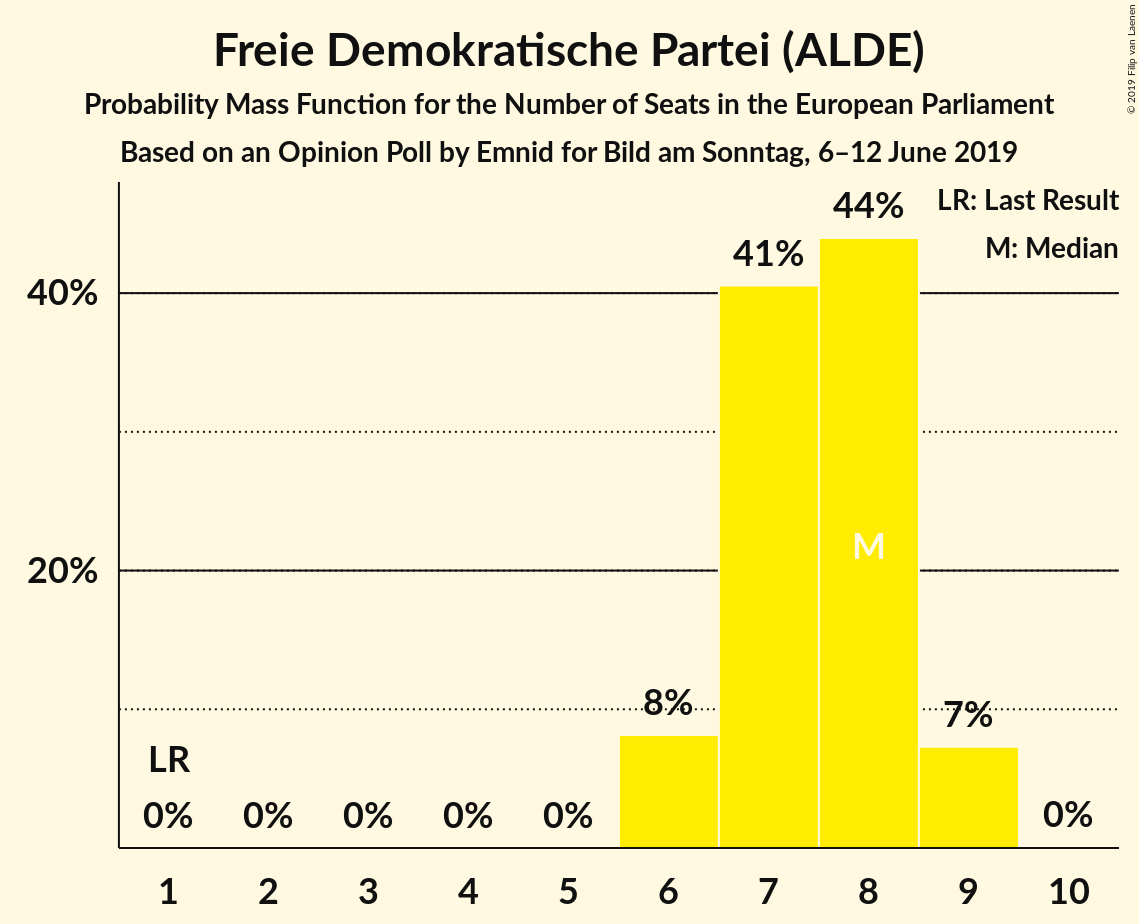 Freie Demokratische Partei (ALDE)
Probability Mass Function for the Number of Seats in the European Parliament
Based on an Opinion Poll by Emnid for Bild am Sonntag, 6–12 June 2019
© 2019 Filip van Laenen
LR: Last Result
M: Median
44%
41%
40%
M
20%
8%
7%
LR
0% 0% 0% 0% 0% 0%
1 2 3 4 5 6 7 8 9 10